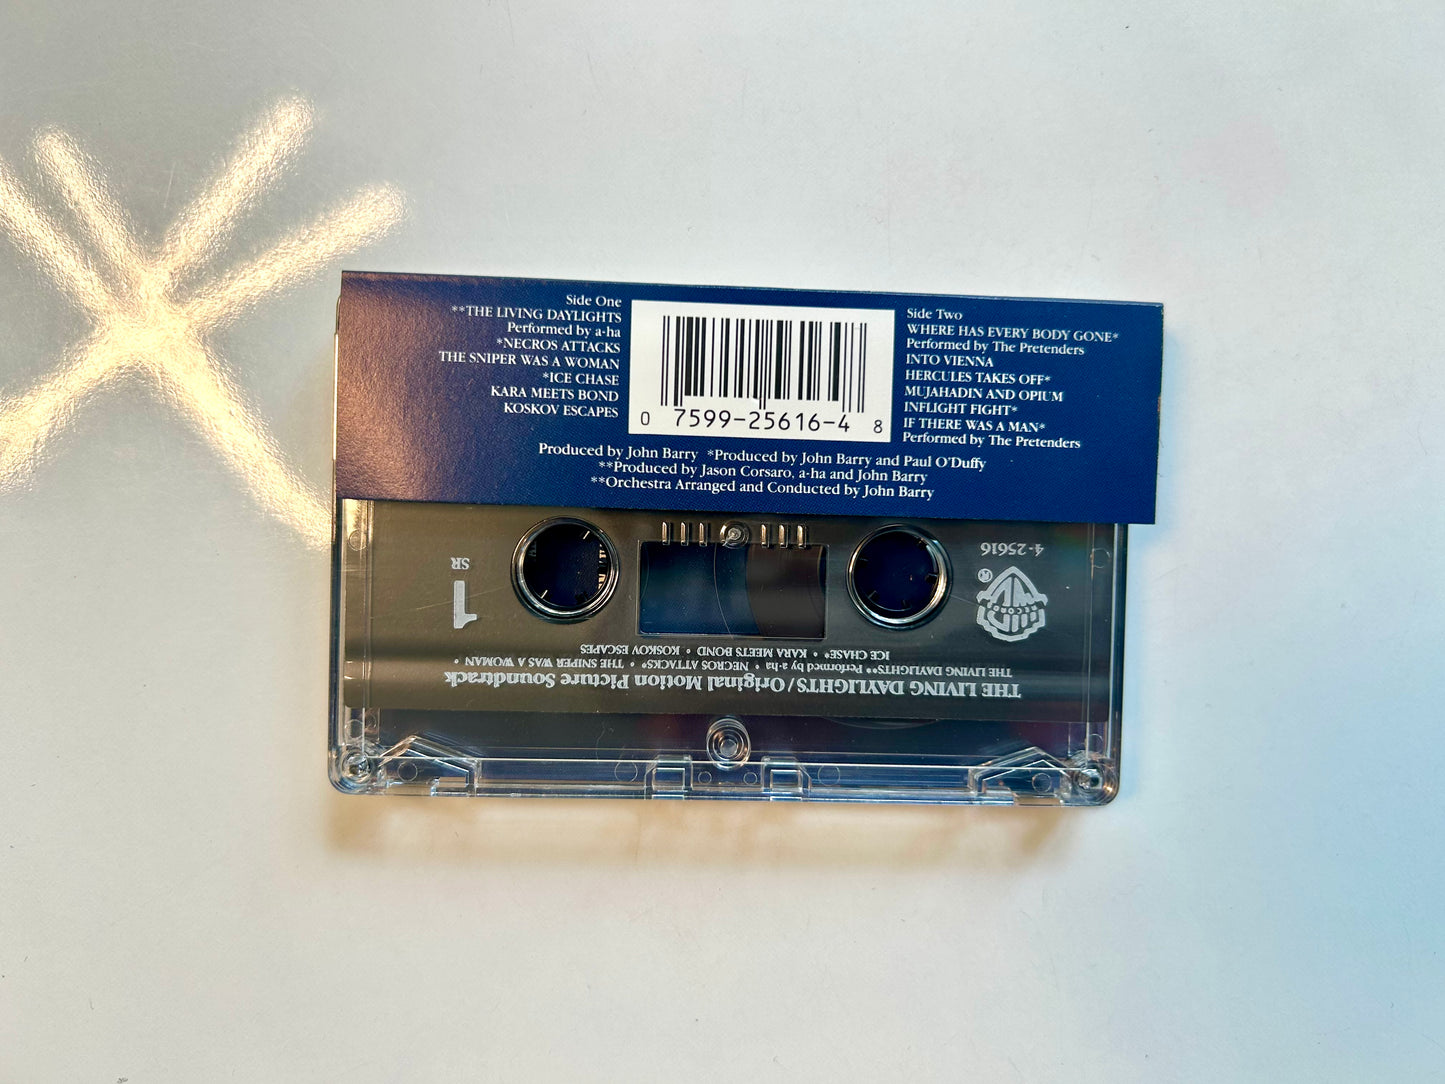 Side One
**THE LIVING DAYLIGHTS
Performed by a-ha
*NECROS ATTACKS
THE SNIPER WAS A WOMAN
*ICE CHASE
KARA MEETS BOND
KOSKOV ESCAPES
0 7599-25616-4 8
Side Two
WHERE HAS EVERY BODY GONE*
Performed by The Pretenders
INTO VIENNA
HERCULES TAKES OFF*
MUJAHADIN AND OPIUM
INFLIGHT FIGHT*
IF THERE WAS A MAN*
Performed by The Pretenders
Produced by John Barry *Produced by John Barry and Paul O'Duffy
**Produced by Jason Corsaro, a-ha and John Barry
**Orchestra Arranged and Conducted by John Barry
THE LIVING DAYLIGHTS/Original Motion Picture Soundtrack
THE LIVING DAYLIGHTS** Performed by a-ha • NECROS ATTACKS* • THE SNIPER WAS A WOMAN •
ICE CHASE* • KARA MEETS BOND • KOSKOV ESCAPES
RECORDS ®
1
SR
4-25616